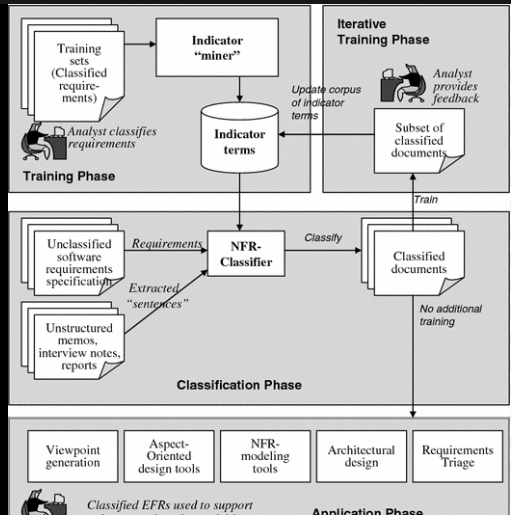 Training
sets
(Classified
require-
ments)
Indicator
"miner"
Iterative
Training Phase
Analyst
provides
feedback
Update corpus
of indicator
terms
Indicator
terms
Subset of
classified
documents
Analyst classifies
requirements
Training Phase
Train
Unclassified
software
requirements
specification
Requirements
NFR-
Classifier
Classify
Classified
documents
Extracted
"sentences"
Unstructured
memos,
interview notes,
reports
No additional
training
Classification Phase
Viewpoint
generation
Aspect-
Oriented
design tools
NFR-
modeling
tools
Architectural
design
Requirements
Triage
Classified EFRs used to support
Application Phase